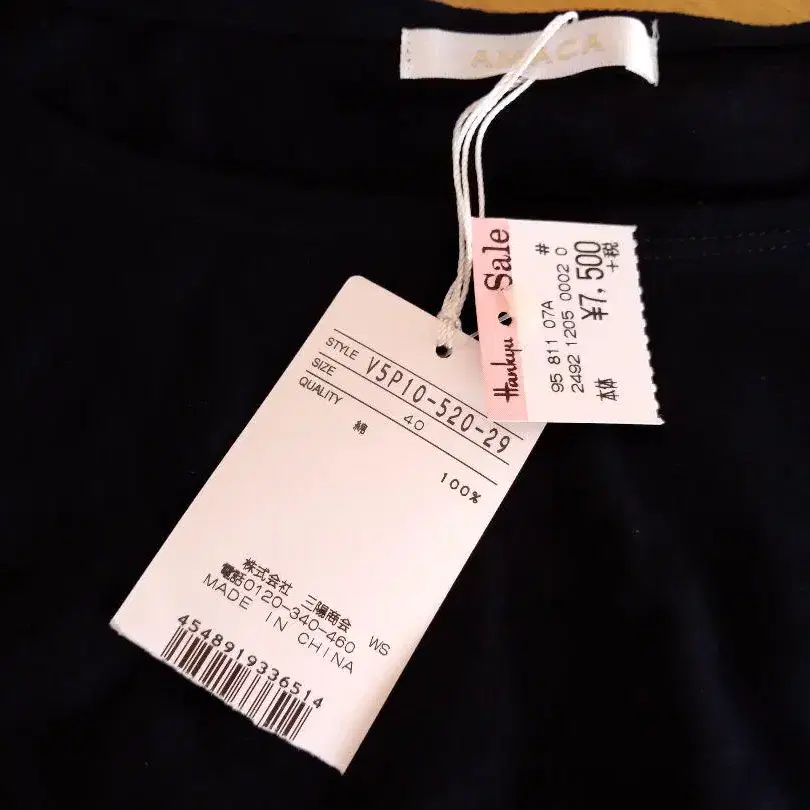 AMACA
Hankyu Sale
#
95 811 07A
2492 1205 0002 0
本体 ¥7,500 +税
STYLE V5P10-520-29
SIZE 40
QUALITY
綿 100%
株式会社 三陽商会
電話0120-340-460 WS
MADE IN CHINA
4548919336514